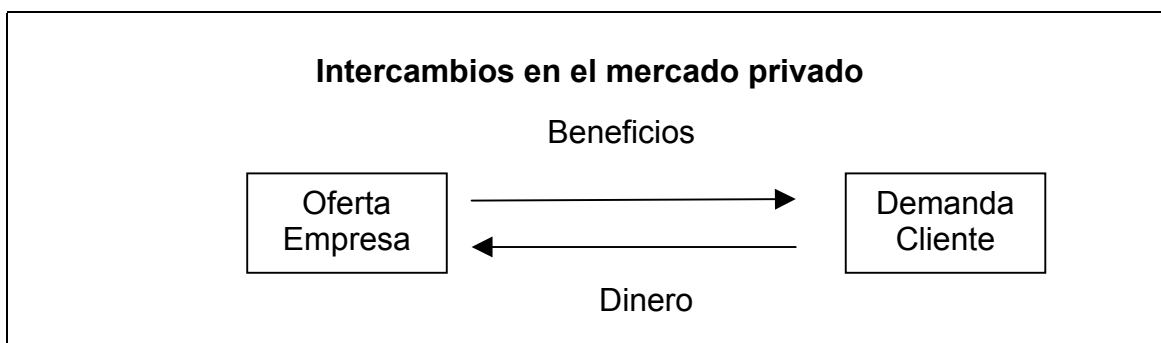 Intercambios en el mercado privado
Beneficios
Oferta
Empresa
Demanda
Cliente
Dinero